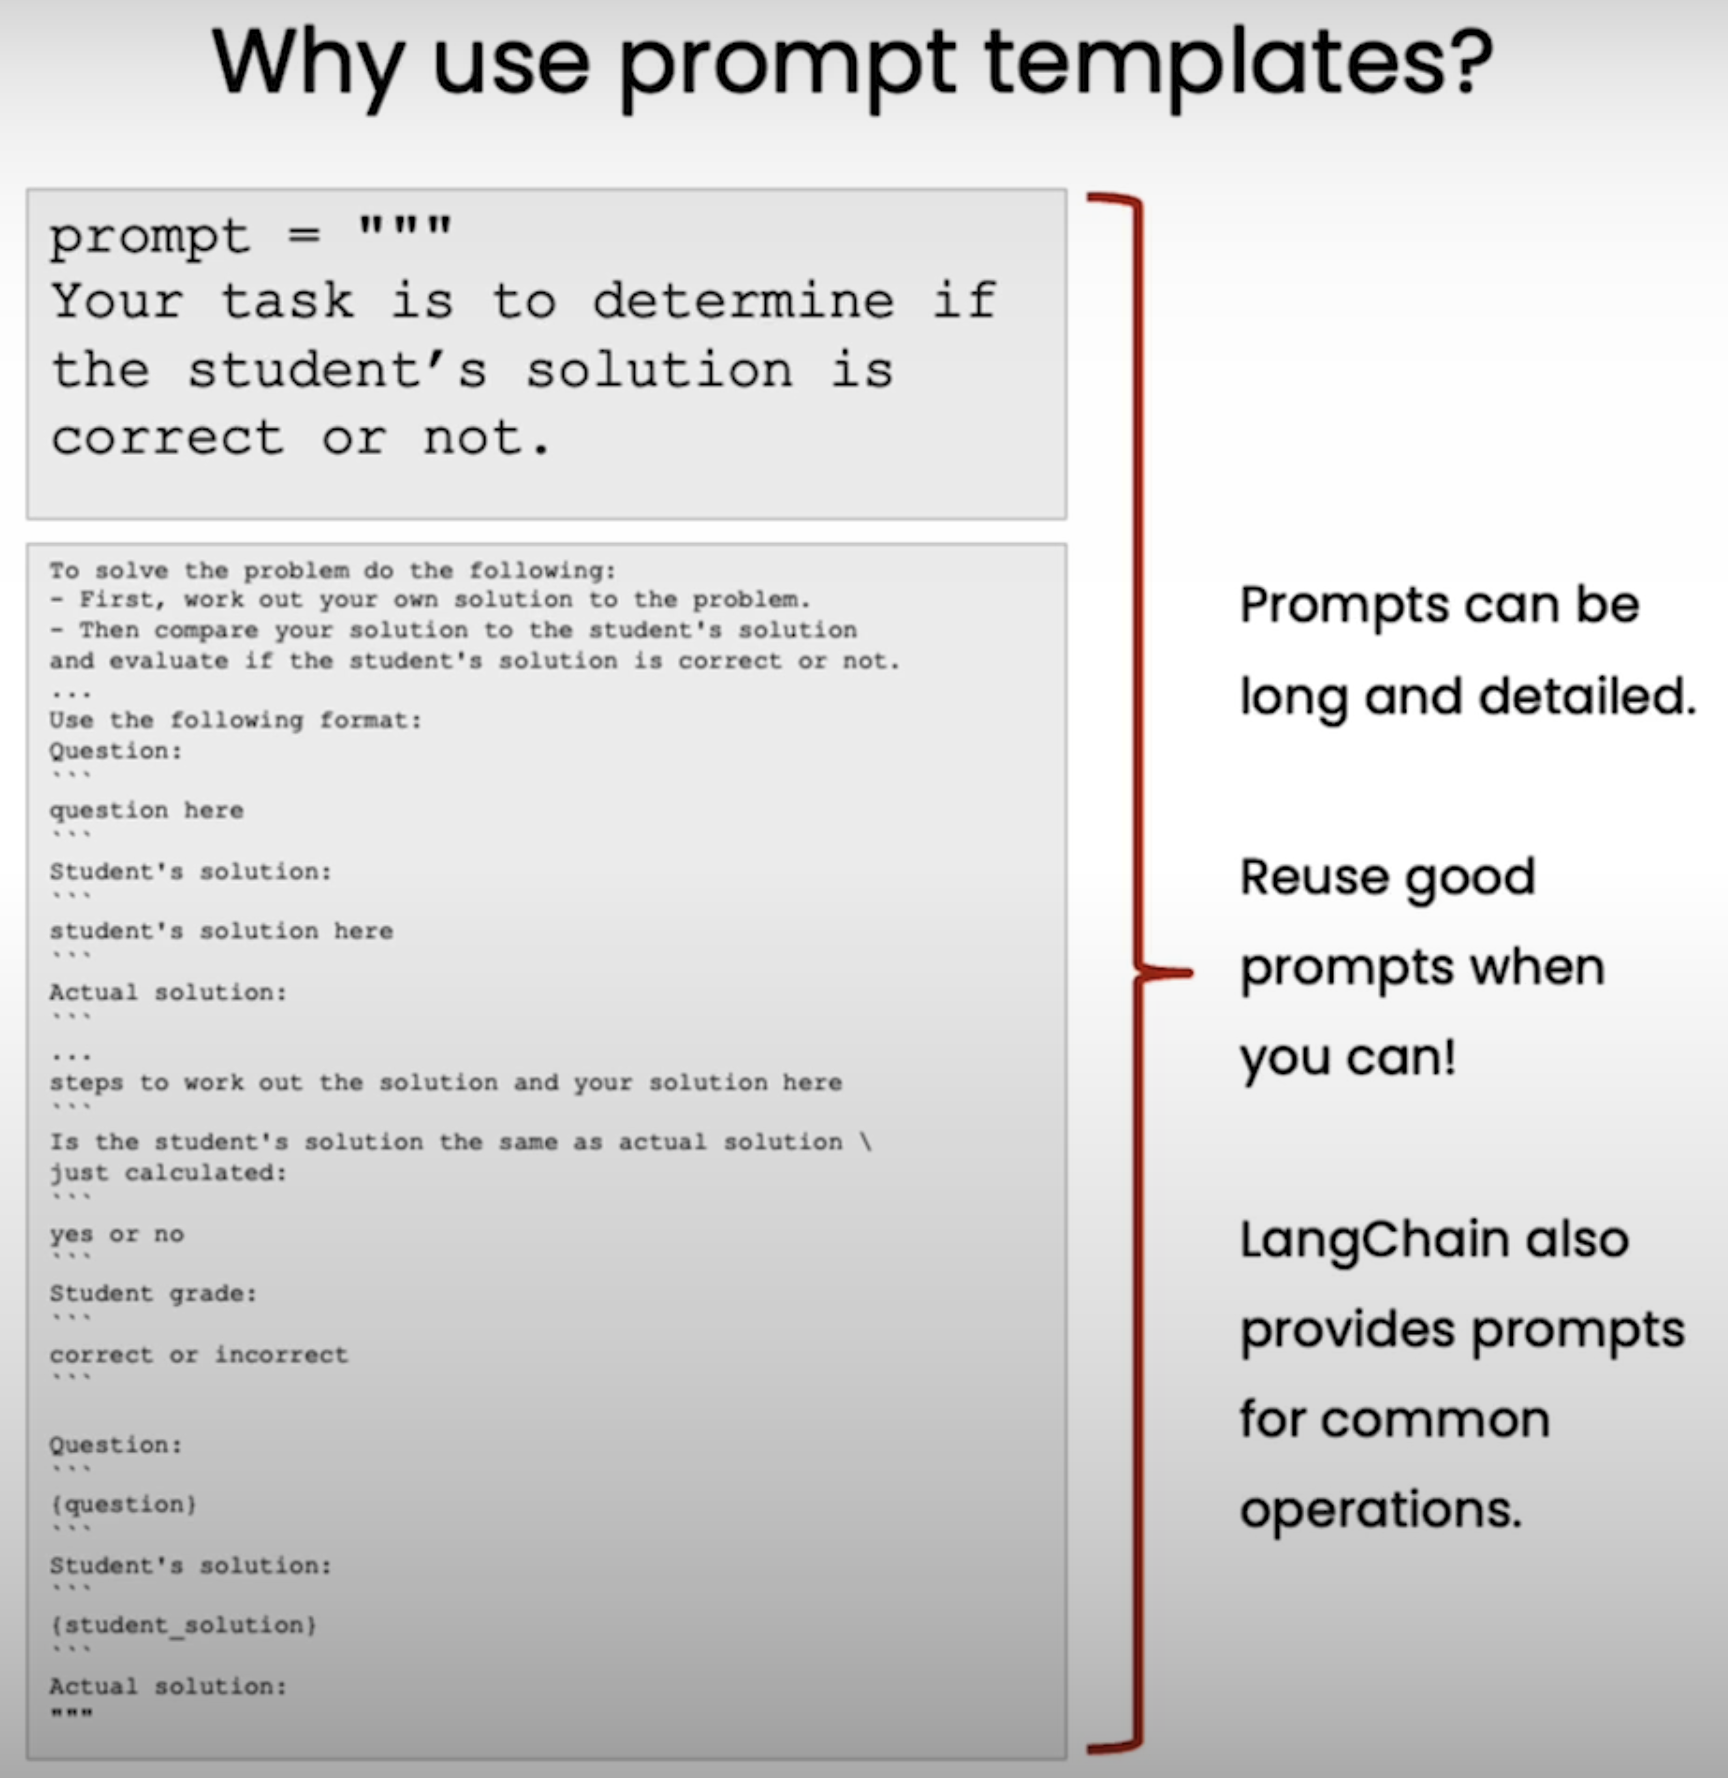 Why use prompt templates?
prompt = """
Your task is to determine if
the student’s solution is
correct or not.
To solve the problem do the following:
- First, work out your own solution to the problem.
- Then compare your solution to the student's solution
and evaluate if the student's solution is correct or not.
...
Use the following format:
Question:
```
question here
```
Student's solution:
```
student's solution here
```
Actual solution:
```
...
steps to work out the solution and your solution here
```
Is the student's solution the same as actual solution \
just calculated:
```
yes or no
```
Student grade:
```
correct or incorrect
```
Question:
```
{question}
```
Student's solution:
```
{student_solution}
```
Actual solution:
"""
Prompts can be
long and detailed.
Reuse good
prompts when
you can!
LangChain also
provides prompts
for common
operations.